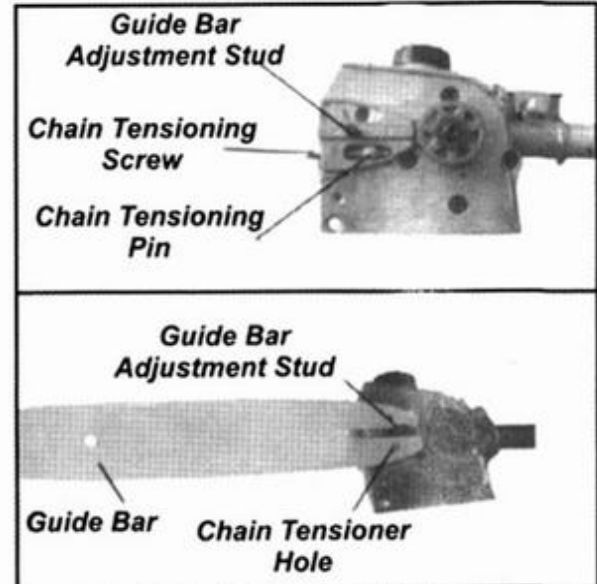 Guide Bar
Adjustment Stud
Chain Tensioning
Screw
Chain Tensioning
Pin
Guide Bar
Adjustment Stud
Guide Bar
Chain Tensioner
Hole